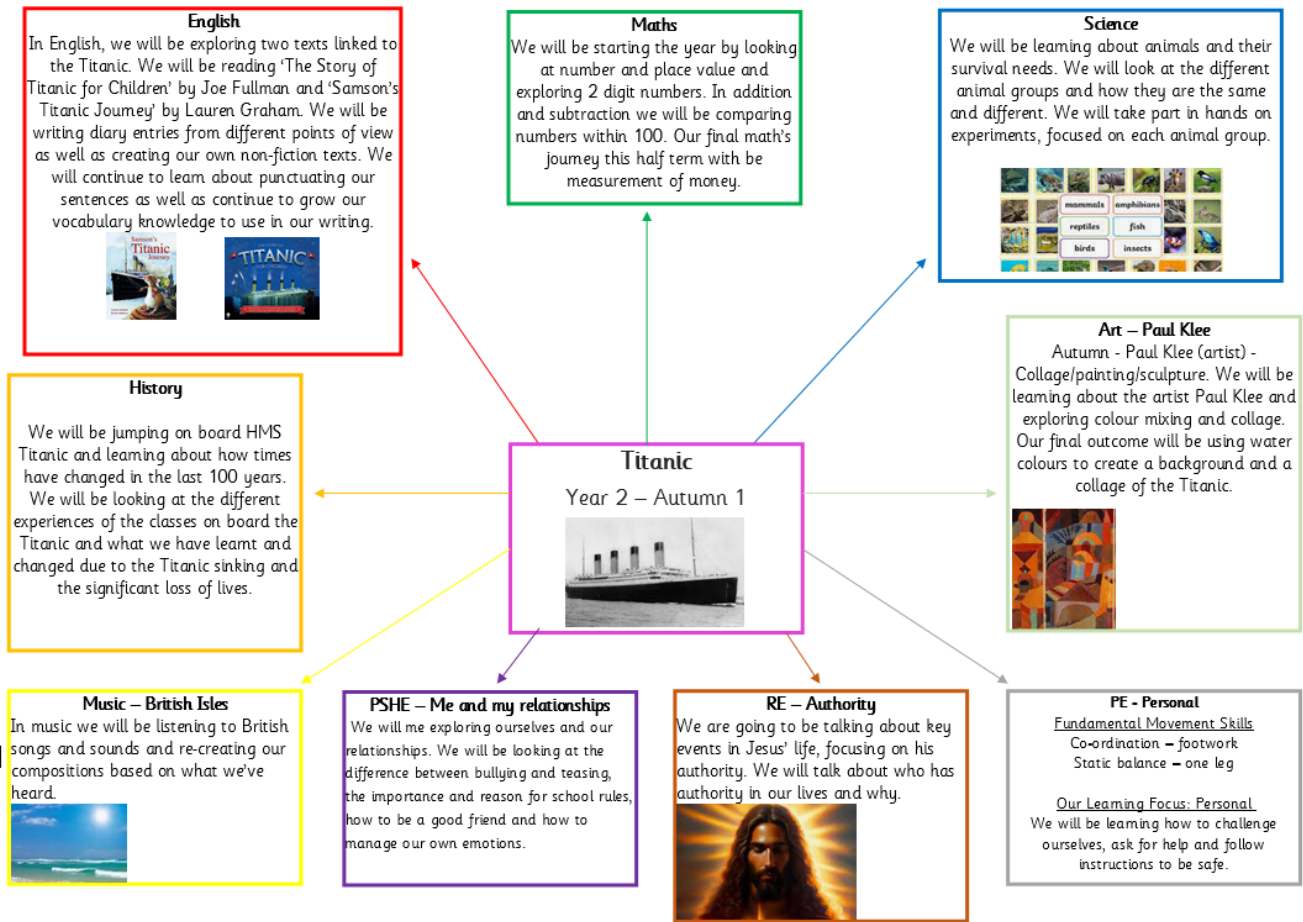 English
In English, we will be exploring two texts linked to
the Titanic. We will be reading ‘The Story of
Titanic for Children’ by Joe Fullman and ‘Samson’s
Titanic Journey’ by Lauren Graham. We will be
writing diary entries from different points of view
as well as creating our own non-fiction texts. We
will continue to learn about punctuating our
sentences as well as continue to grow our
vocabulary knowledge to use in our writing.
Samson's
Titanic
Journey
TITANIC
Maths
We will be starting the year by looking
at number and place value and
exploring 2 digit numbers. In addition
and subtraction we will be comparing
numbers within 100. Our final math’s
journey this half term with be
measurement of money.
Science
We will be learning about animals and their
survival needs. We will look at the different
animal groups and how they are the same
and different. We will take part in hands on
experiments, focused on each animal group.
mammals amphibians
reptiles fish
birds insects
History
We will be jumping on board HMS
Titanic and learning about how times
have changed in the last 100 years.
We will be looking at the different
experiences of the classes on board the
Titanic and what we have learnt and
changed due to the Titanic sinking and
the significant loss of lives.
Titanic
Year 2 – Autumn 1
Art – Paul Klee
Autumn - Paul Klee (artist) -
Collage/painting/sculpture. We will be
learning about the artist Paul Klee and
exploring colour mixing and collage.
Our final outcome will be using water
colours to create a background and a
collage of the Titanic.
Music – British Isles
In music we will be listening to British
songs and sounds and re-creating our
compositions based on what we’ve
heard.
PSHE – Me and my relationships
We will me exploring ourselves and our
relationships. We will be looking at the
difference between bullying and teasing,
the importance and reason for school rules,
how to be a good friend and how to
manage our own emotions.
RE – Authority
We are going to be talking about key
events in Jesus’ life, focusing on his
authority. We will talk about who has
authority in our lives and why.
PE - Personal
Fundamental Movement Skills
Co-ordination – footwork
Static balance – one leg
Our Learning Focus: Personal
We will be learning how to challenge
ourselves, ask for help and follow
instructions to be safe.